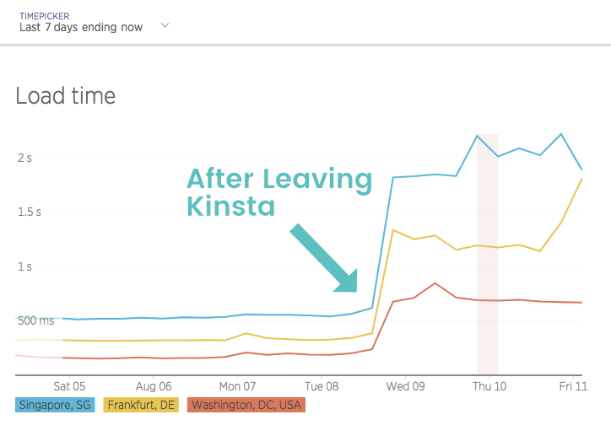 TIMEPICKER
Last 7 days ending now
Load time
2 s
After Leaving
Kinsta
1.5 s
1 s
500 ms
Sat 05 Aug 06 Mon 07 Tue 08 Wed 09 Thu 10 Fri 11
Singapore, SG Frankfurt, DE Washington, DC, USA